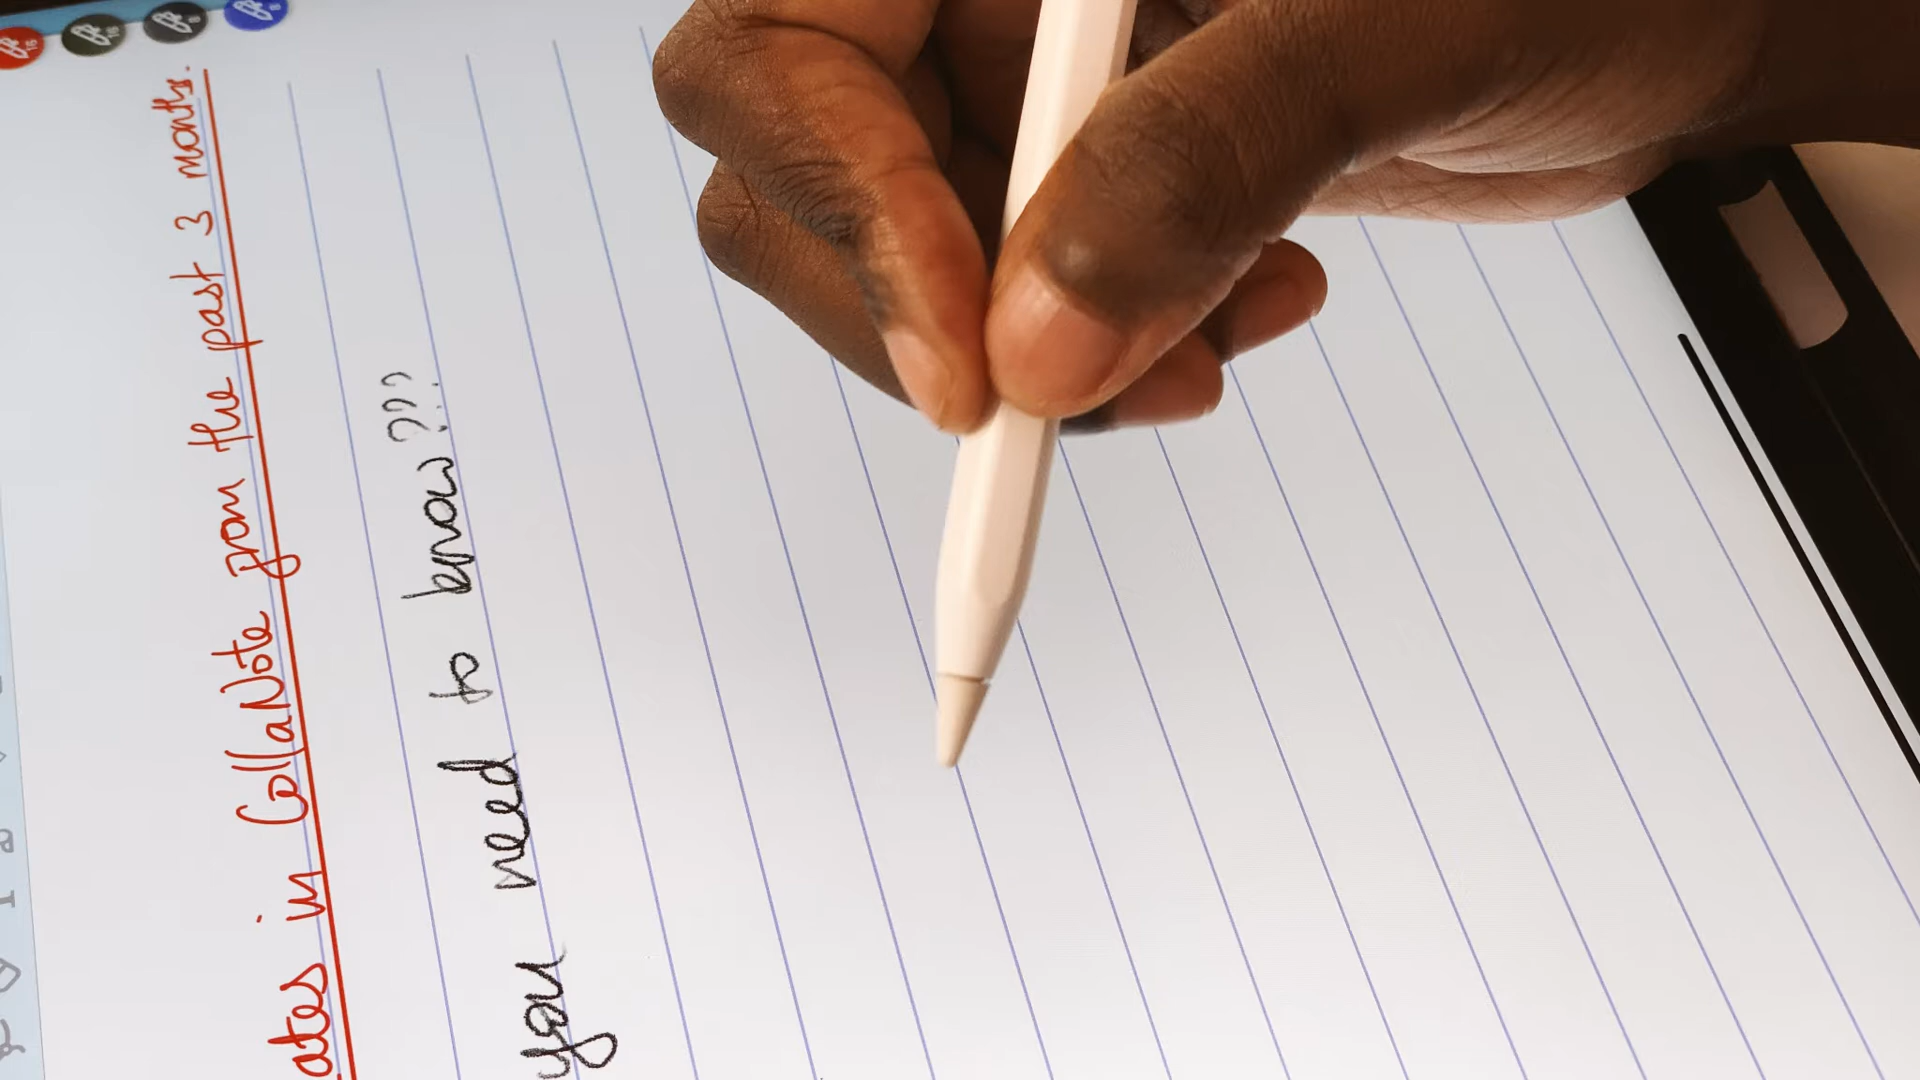 ates in CollaNote from the past 3 months.
you need to know???